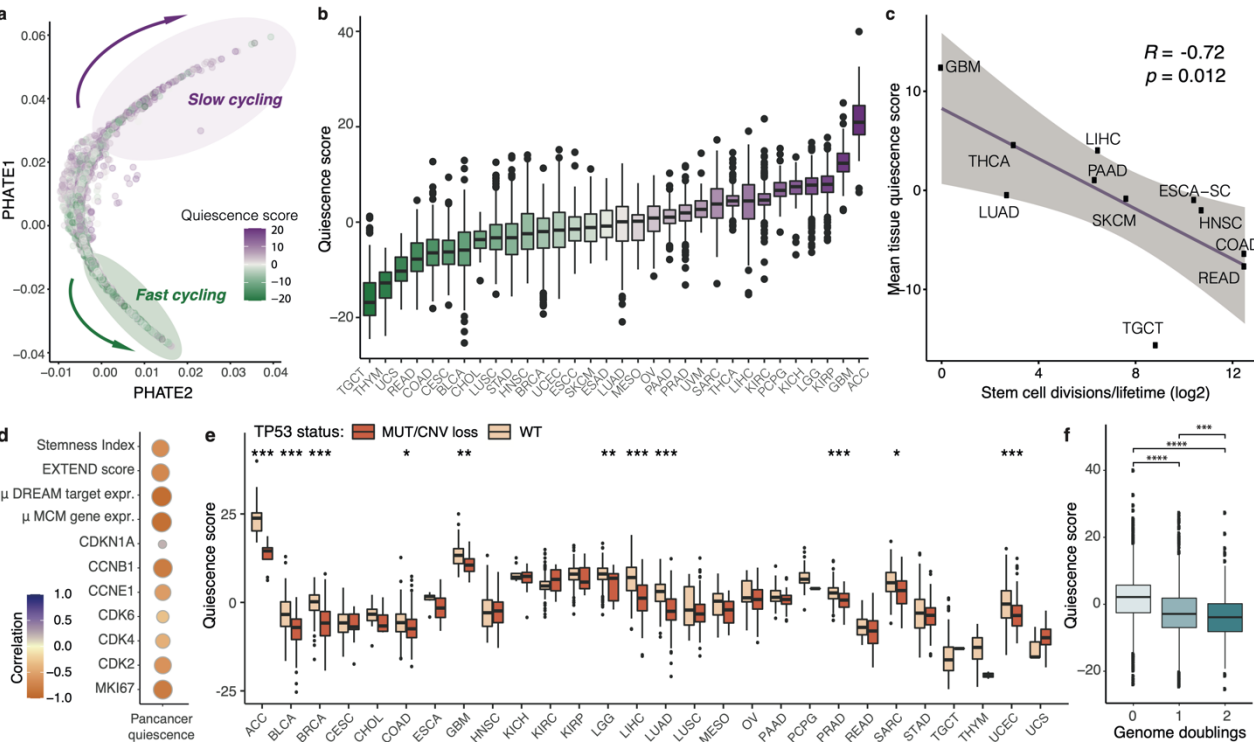 a
PHATE1
0.06
0.04
0.02
0.00
−0.02
−0.04
−0.01
0.00
0.01
0.02
0.03
0.04
PHATE2
Slow cycling
Fast cycling
Quiescence score
20
10
0
−10
−20
b
Quiescence score
40
20
0
−20
TGCT
THYM
UCS
READ
COAD
CESC
BLCA
CHOL
LUSC
STAD
HNSC
BRCA
UCEC
ESCC
SKCM
ESAD
LUAD
MESO
OV
PAAD
PRAD
UVM
SARC
THCA
LIHC
KIRC
PCPG
KICH
LGG
KIRP
GBM
ACC
c
R = -0.72
p = 0.012
Mean tissue quiescence score
10
0
−10
GBM
THCA
LUAD
LIHC
PAAD
SKCM
ESCA−SC
HNSC
COAD
READ
TGCT
0
4
8
12
Stem cell divisions/lifetime (log2)
d
Stemness Index
EXTEND score
μ DREAM target expr.
μ MCM gene expr.
CDKN1A
CCNB1
CCNE1
CDK6
CDK4
CDK2
MKI67
Pancancer
quiescence
Correlation
1.0
0.5
0.0
−0.5
−1.0
e
TP53 status: MUT/CNV loss WT
*** *** *** * ** ** *** *** *** * ***
Quiescence score
25
0
-25
ACC
BLCA
BRCA
CESC
CHOL
COAD
ESCA
GBM
HNSC
KICH
KIRC
KIRP
LGG
LIHC
LUAD
LUSC
MESO
OV
PAAD
PCPG
PRAD
READ
SARC
STAD
TGCT
THYM
UCEC
UCS
f
***
****
****
Quiescence score
40
20
0
−20
0
1
2
Genome doublings